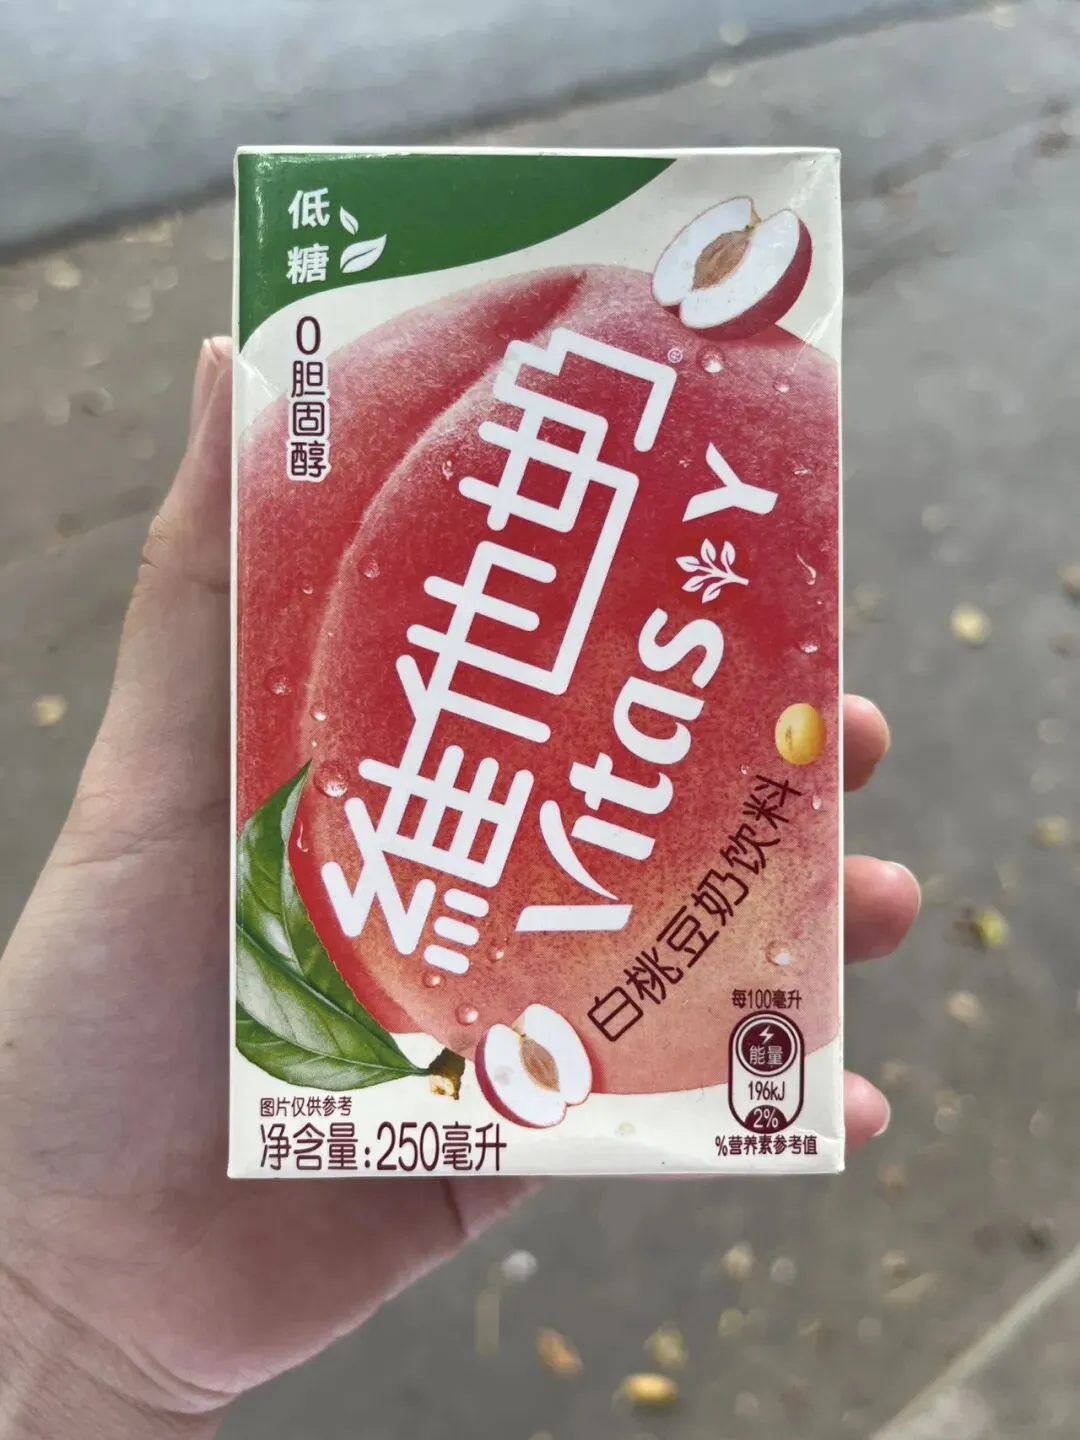 低糖
0胆固醇
維他奶®
Vitasoy
白桃豆奶饮料
每100毫升
能量
196kJ
2%
%营养素参考值
图片仅供参考
净含量:250毫升